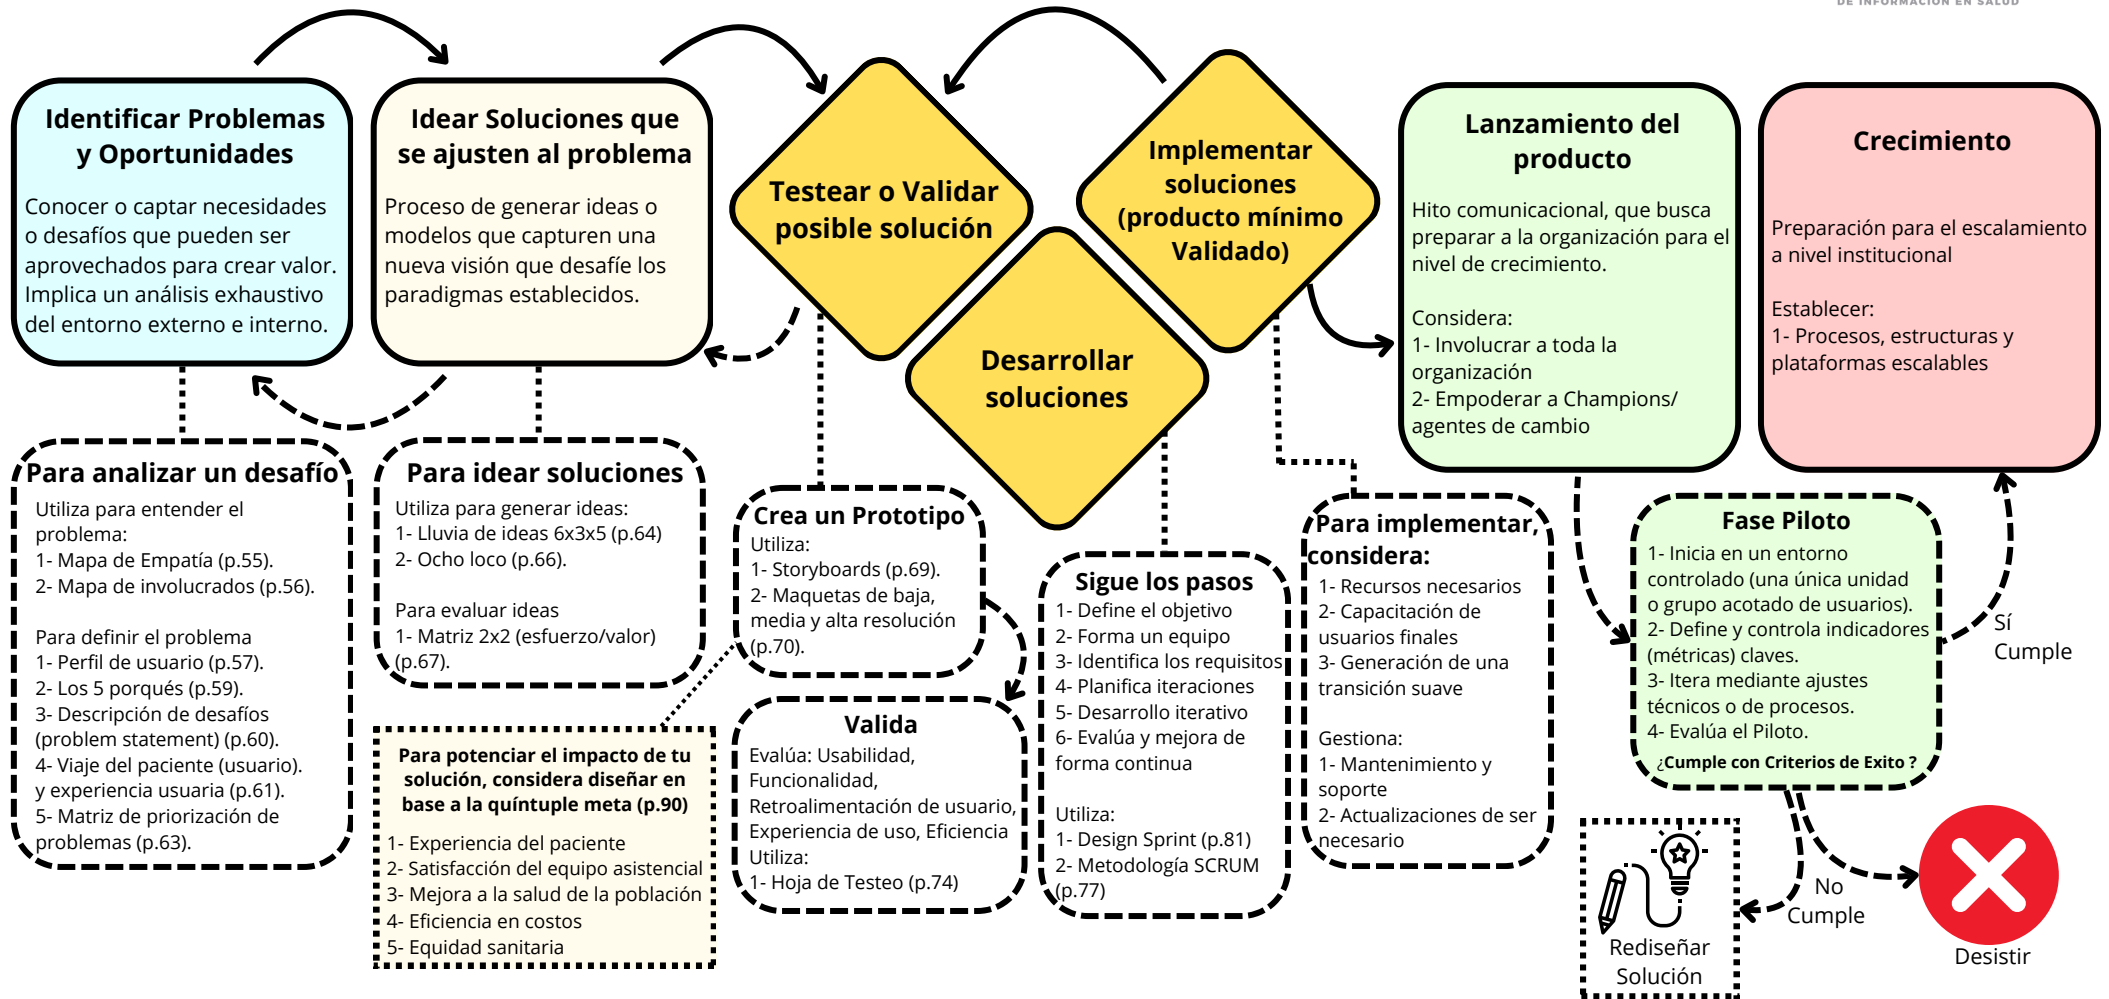 DE INFORMACIÓN EN SALUD
Identificar Problemas
y Oportunidades
Conocer o captar necesidades
o desafíos que pueden ser
aprovechados para crear valor.
Implica un análisis exhaustivo
del entorno externo e interno.
Idear Soluciones que
se ajusten al problema
Proceso de generar ideas o
modelos que capturen una
nueva visión que desafíe los
paradigmas establecidos.
Testear o Validar
posible solución
Desarrollar
soluciones
Implementar
soluciones
(producto mínimo
Validado)
Lanzamiento del
producto
Hito comunicacional, que busca
preparar a la organización para el
nivel de crecimiento.
Considera:
1- Involucrar a toda la
organización
2- Empoderar a Champions/
agentes de cambio
Crecimiento
Preparación para el escalamiento
a nivel institucional
Establecer:
1- Procesos, estructuras y
plataformas escalables
Para analizar un desafío
Utiliza para entender el
problema:
1- Mapa de Empatía (p.55).
2- Mapa de involucrados (p.56).
Para definir el problema
1- Perfil de usuario (p.57).
2- Los 5 porqués (p.59).
3- Descripción de desafíos
(problem statement) (p.60).
4- Viaje del paciente (usuario).
y experiencia usuaria (p.61).
5- Matriz de priorización de
problemas (p.63).
Para idear soluciones
Utiliza para generar ideas:
1- Lluvia de ideas 6x3x5 (p.64)
2- Ocho loco (p.66).
Para evaluar ideas
1- Matriz 2x2 (esfuerzo/valor)
(p.67).
Para potenciar el impacto de tu
solución, considera diseñar en
base a la quíntuple meta (p.90)
1- Experiencia del paciente
2- Satisfacción del equipo asistencial
3- Mejora a la salud de la población
4- Eficiencia en costos
5- Equidad sanitaria
Crea un Prototipo
Utiliza:
1- Storyboards (p.69).
2- Maquetas de baja,
media y alta resolución
(p.70).
Valida
Evalúa: Usabilidad,
Funcionalidad,
Retroalimentación de usuario,
Experiencia de uso, Eficiencia
Utiliza:
1- Hoja de Testeo (p.74)
Sigue los pasos
1- Define el objetivo
2- Forma un equipo
3- Identifica los requisitos
4- Planifica iteraciones
5- Desarrollo iterativo
6- Evalúa y mejora de
forma continua
Utiliza:
1- Design Sprint (p.81)
2- Metodología SCRUM
(p.77)
Para implementar,
considera:
1- Recursos necesarios
2- Capacitación de
usuarios finales
3- Generación de una
transición suave
Gestiona:
1- Mantenimiento y
soporte
2- Actualizaciones de ser
necesario
Fase Piloto
1- Inicia en un entorno
controlado (una única unidad
o grupo acotado de usuarios).
2- Define y controla indicadores
(métricas) claves.
3- Itera mediante ajustes
técnicos o de procesos.
4- Evalúa el Piloto.
¿Cumple con Criterios de Exito ?
Sí
Cumple
No
Cumple
Rediseñar
Solución
Desistir